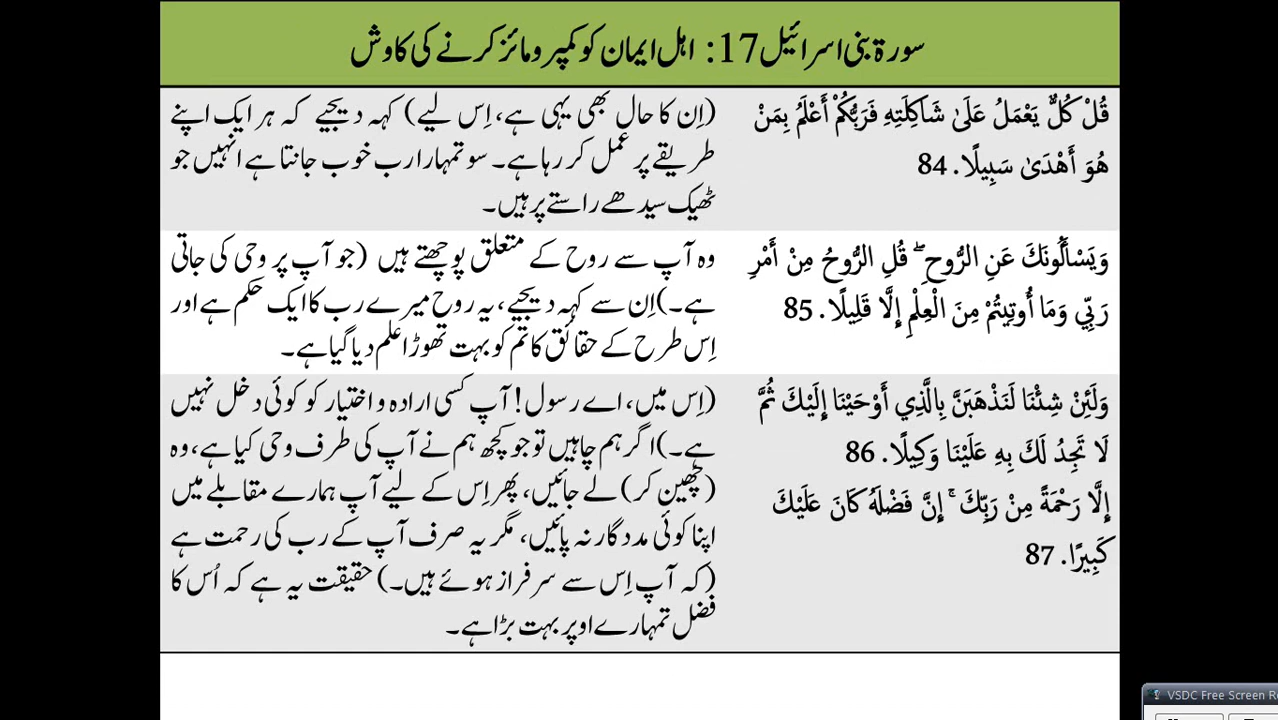 سورۃ بنی اسرائیل 17: اہل ایمان کو کمپرومائز کرنے کی کاوش
قُلْ كُلٌّ يَعْمَلُ عَلَىٰ شَاكِلَتِهِ فَرَبُّكُمْ أَعْلَمُ بِمَنْ
هُوَ أَهْدَىٰ سَبِيلًا. 84
(اِن کا حال بھی یہی ہے، اِس لیے) کہہ دیجیے کہ ہر ایک اپنے
طریقے پر عمل کر رہا ہے۔ سو تمہارا رب خوب جانتا ہے انہیں جو
ٹھیک سیدھے راستے پر ہیں۔
وَيَسْأَلُونَكَ عَنِ الرُّوحِ ۖ قُلِ الرُّوحُ مِنْ أَمْرِ
رَبِّي وَمَا أُوتِيتُمْ مِنَ الْعِلْمِ إِلَّا قَلِيلًا. 85
وہ آپ سے روح کے متعلق پوچھتے ہیں (جو آپ پر وحی کی جاتی
ہے۔) اِن سے کہہ دیجیے، یہ روح میرے رب کا ایک حکم ہے اور
اِس طرح کے حقائق کا تم کو بہت تھوڑا علم دیا گیا ہے۔
وَلَئِنْ شِئْنَا لَنَذْهَبَنَّ بِالَّذِي أَوْحَيْنَا إِلَيْكَ ثُمَّ
لَا تَجِدُ لَكَ بِهِ عَلَيْنَا وَكِيلًا. 86
إِلَّا رَحْمَةً مِنْ رَبِّكَ ۚ إِنَّ فَضْلَهُ كَانَ عَلَيْكَ
كَبِيرًا. 87
(اِس میں، اے رسول! آپ کسی ارادہ و اختیار کو کوئی دخل نہیں
ہے۔) اگر ہم چاہیں تو جو کچھ ہم نے آپ کی طرف وحی کیا ہے، وہ
(چھین کر) لے جائیں، پھر اِس کے لیے آپ ہمارے مقابلے میں
اپنا کوئی مددگار نہ پائیں، مگر یہ صرف آپ کے رب کی رحمت ہے
(کہ آپ اِس سے سرفراز ہوئے ہیں۔) حقیقت یہ ہے کہ اُس کا
فضل تمہارے اوپر بہت بڑا ہے۔
VSDC Free Screen Re